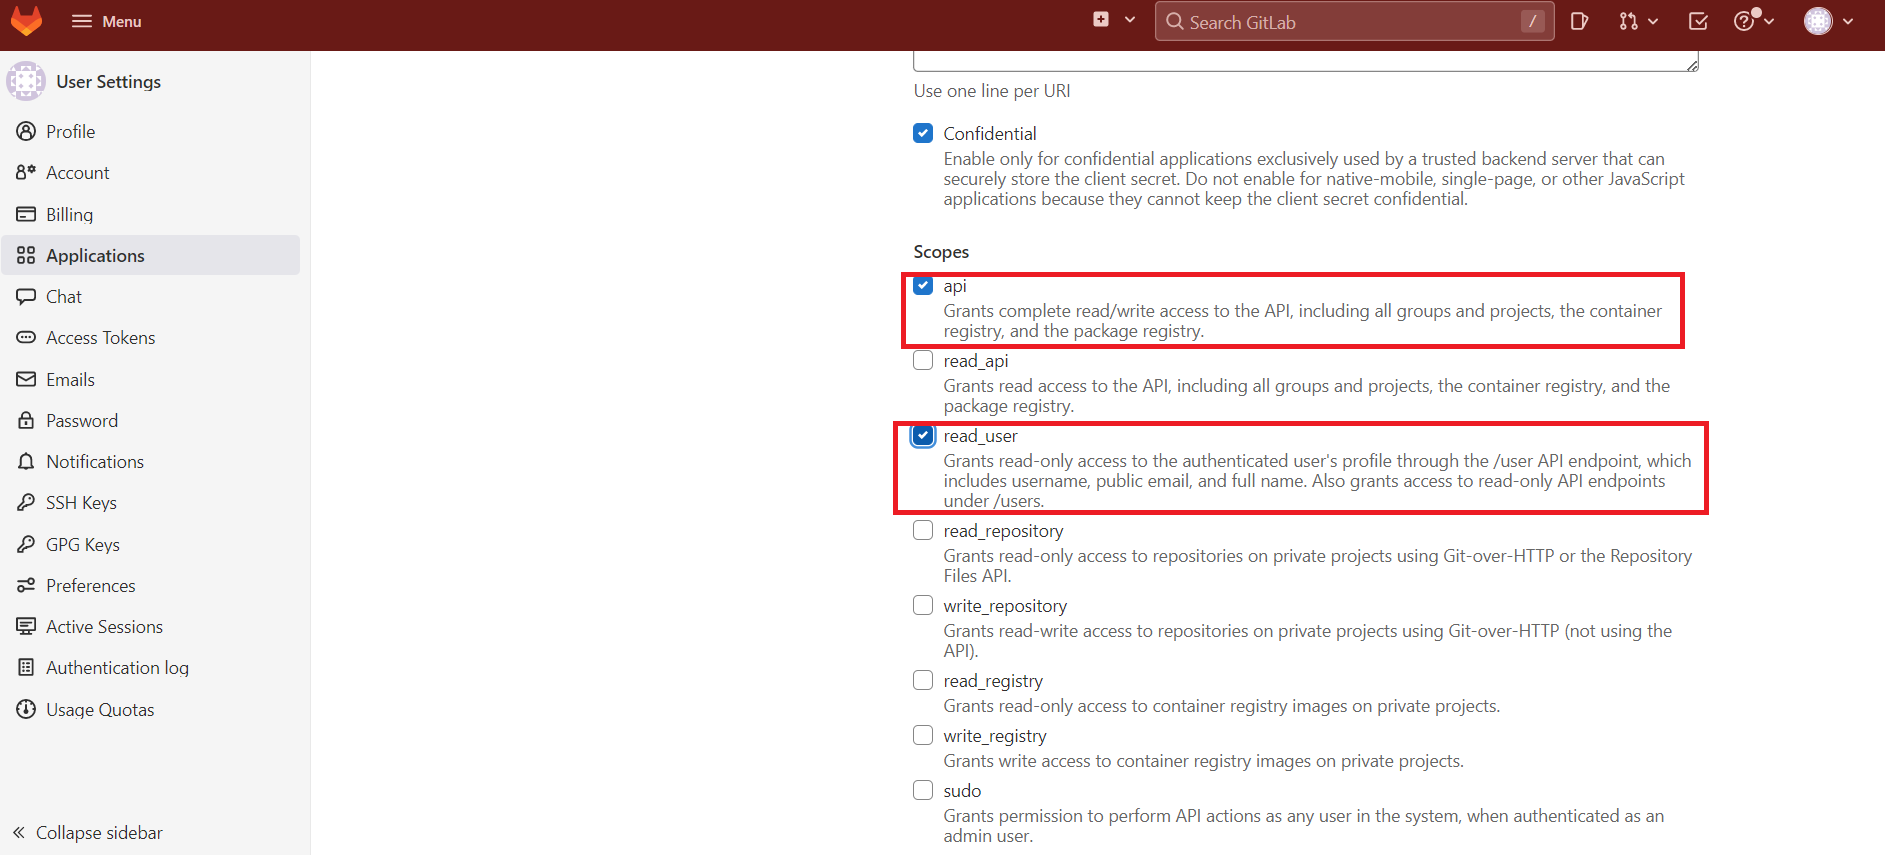 Menu
Search GitLab
/
User Settings
Profile
Account
Billing
Applications
Chat
Access Tokens
Emails
Password
Notifications
SSH Keys
GPG Keys
Preferences
Active Sessions
Authentication log
Usage Quotas
Collapse sidebar
Use one line per URI
Confidential
Enable only for confidential applications exclusively used by a trusted backend server that can
securely store the client secret. Do not enable for native-mobile, single-page, or other JavaScript
applications because they cannot keep the client secret confidential.
Scopes
api
Grants complete read/write access to the API, including all groups and projects, the container
registry, and the package registry.
read_api
Grants read access to the API, including all groups and projects, the container registry, and the
package registry.
read_user
Grants read-only access to the authenticated user's profile through the /user API endpoint, which
includes username, public email, and full name. Also grants access to read-only API endpoints
under /users.
read_repository
Grants read-only access to repositories on private projects using Git-over-HTTP or the Repository
Files API.
write_repository
Grants read-write access to repositories on private projects using Git-over-HTTP (not using the
API).
read_registry
Grants read-only access to container registry images on private projects.
write_registry
Grants write access to container registry images on private projects.
sudo
Grants permission to perform API actions as any user in the system, when authenticated as an
admin user.